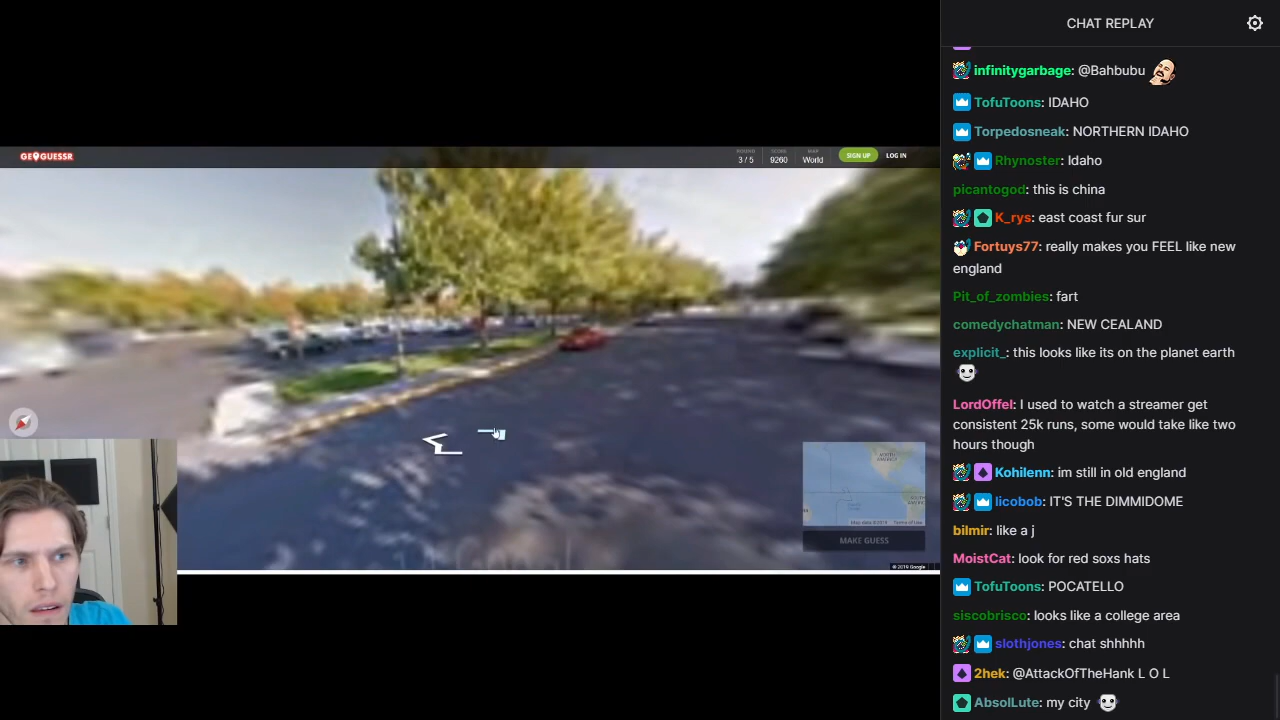 CHAT REPLAY
infinitygarbage: @Bahbubu
TofuToons: IDAHO
Torpedosneak: NORTHERN IDAHO
Rhynoster: Idaho
picantogod: this is china
K_rys: east coast fur sur
Fortuys77: really makes you FEEL like new
england
Pit_of_zombies: fart
comedychatman: NEW CEALAND
explicit_: this looks like its on the planet earth
LordOffel: I used to watch a streamer get
consistent 25k runs, some would take like two
hours though
Kohilenn: im still in old england
licobob: IT'S THE DIMMIDOME
bilmir: like a j
MoistCat: look for red soxs hats
TofuToons: POCATELLO
siscobrisco: looks like a college area
slothjones: chat shhhhh
2hek: @AttackOfTheHank L O L
AbsolLute: my city
GEOGUESSR
ROUND SCORE MAP
3 / 5 9260 World SIGN UP LOG IN
MAKE GUESS
© 2019 Google